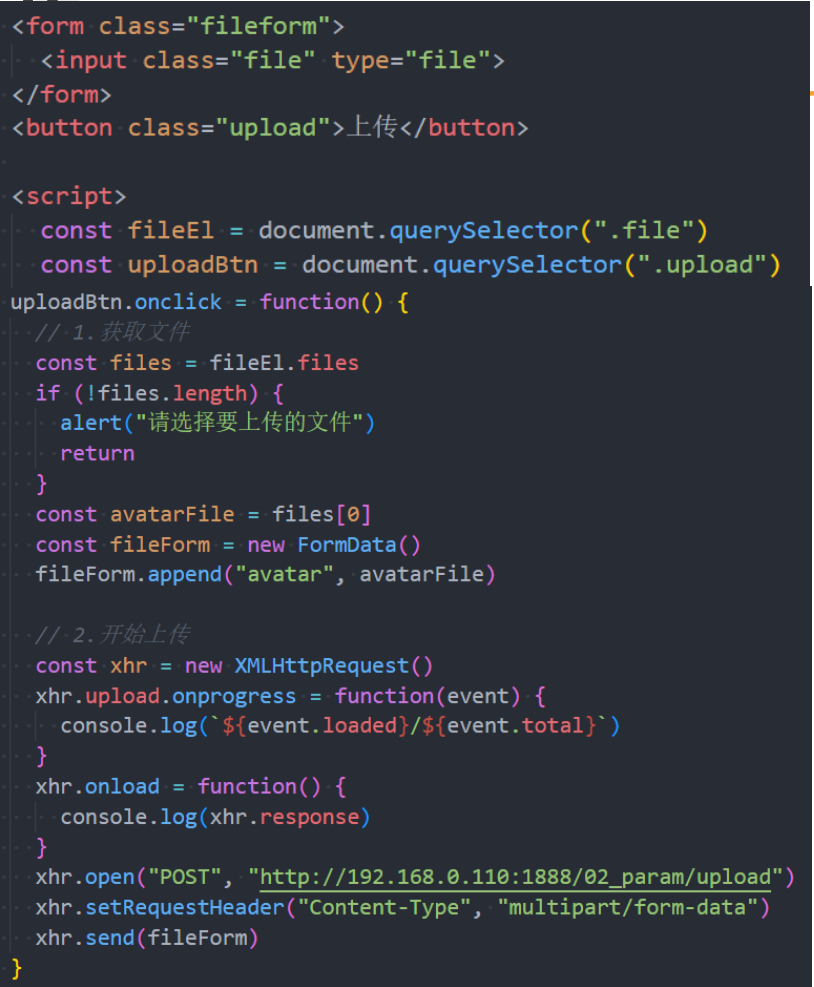 <form class="fileform">
<input class="file" type="file">
</form>
<button class="upload">上传</button>
<script>
const fileEl = document.querySelector(".file")
const uploadBtn = document.querySelector(".upload")
uploadBtn.onclick = function() {
// 1.获取文件
const files = fileEl.files
if (!files.length) {
alert("请选择要上传的文件")
return
}
const avatarFile = files[0]
const fileForm = new FormData()
fileForm.append("avatar", avatarFile)
// 2.开始上传
const xhr = new XMLHttpRequest()
xhr.upload.onprogress = function(event) {
console.log(`${event.loaded}/${event.total}`)
}
xhr.onload = function() {
console.log(xhr.response)
}
xhr.open("POST", "http://192.168.0.110:1888/02_param/upload")
xhr.setRequestHeader("Content-Type", "multipart/form-data")
xhr.send(fileForm)
}